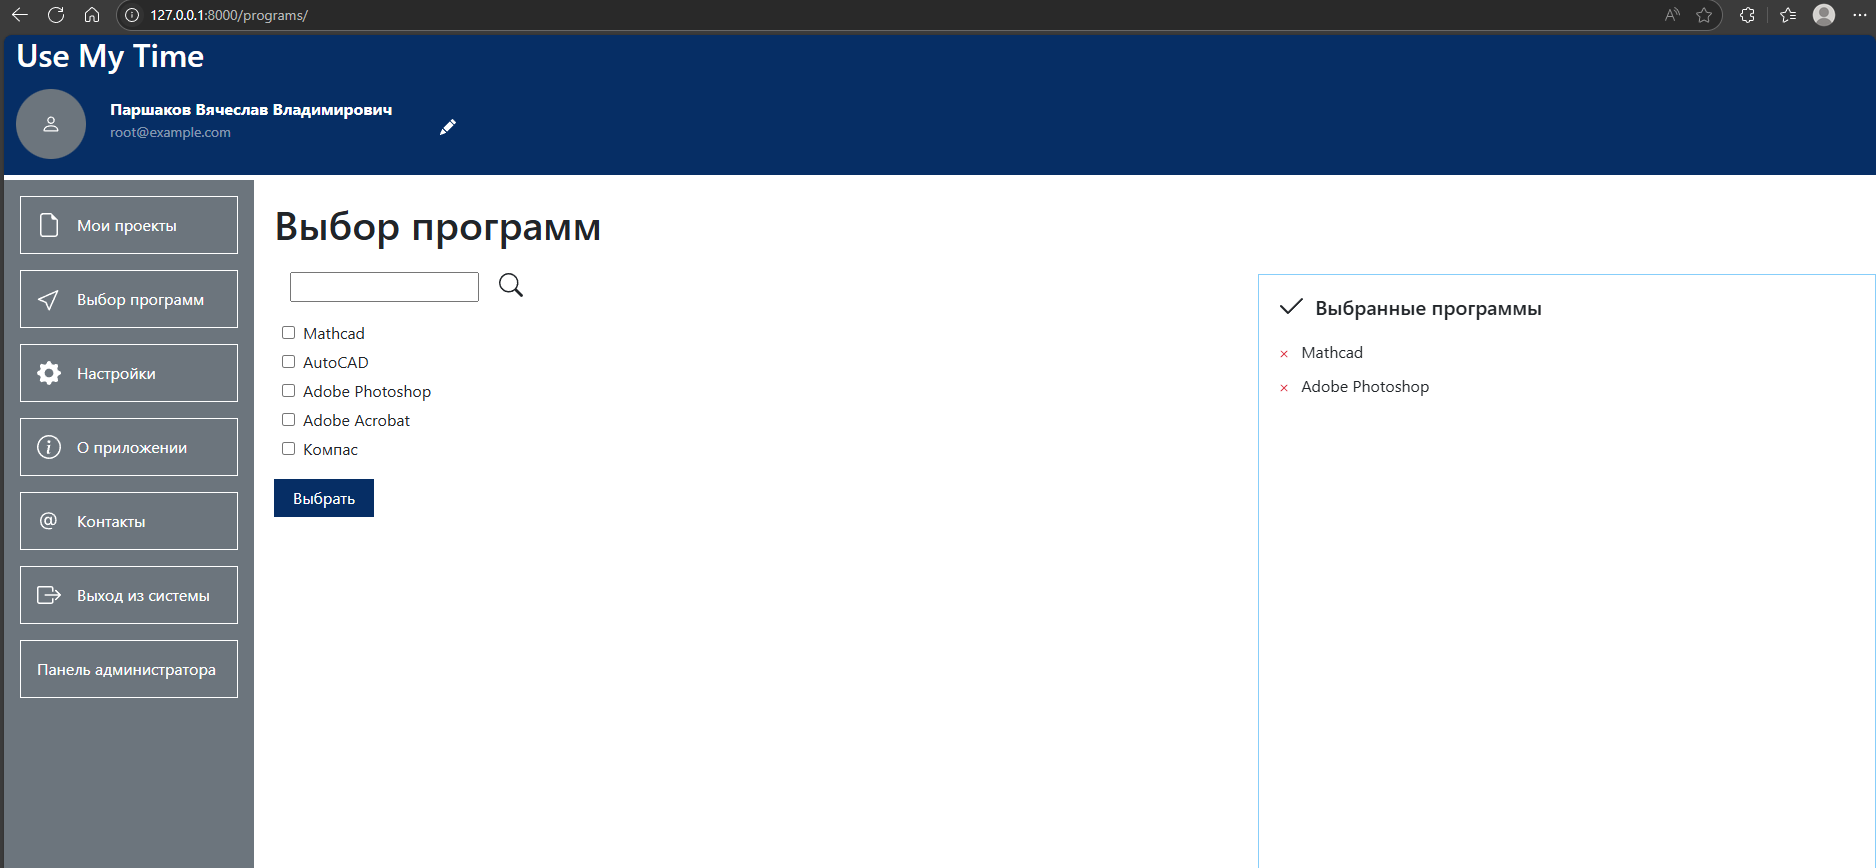 127.0.0.1:8000/programs/
Use My Time
Паршаков Вячеслав Владимирович
root@example.com
Мои проекты
Выбор программ
Настройки
О приложении
Контакты
Выход из системы
Панель администратора
Выбор программ
Mathcad
AutoCAD
Adobe Photoshop
Adobe Acrobat
Компас
Выбрать
Выбранные программы
Mathcad
Adobe Photoshop